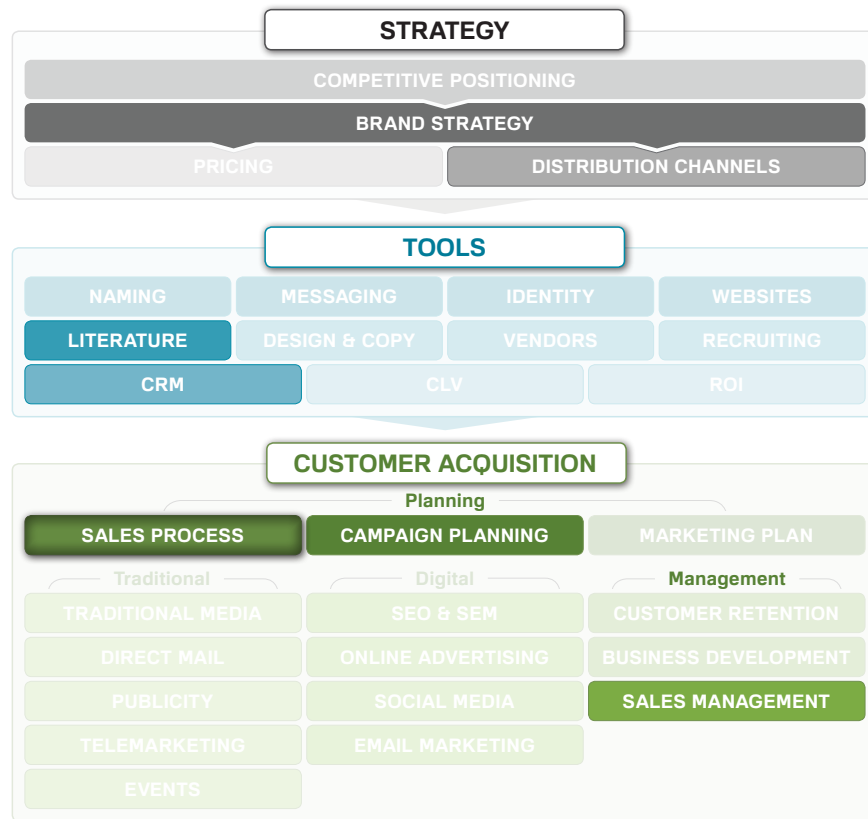 STRATEGY
COMPETITIVE POSITIONING
BRAND STRATEGY
PRICING
DISTRIBUTION CHANNELS
TOOLS
NAMING
MESSAGING
IDENTITY
WEBSITES
LITERATURE
DESIGN & COPY
VENDORS
RECRUITING
CRM
CLV
ROI
CUSTOMER ACQUISITION
Planning
SALES PROCESS
CAMPAIGN PLANNING
MARKETING PLAN
Traditional
TRADITIONAL MEDIA
DIRECT MAIL
PUBLICITY
TELEMARKETING
EVENTS
Digital
SEO & SEM
ONLINE ADVERTISING
SOCIAL MEDIA
EMAIL MARKETING
Management
CUSTOMER RETENTION
BUSINESS DEVELOPMENT
SALES MANAGEMENT